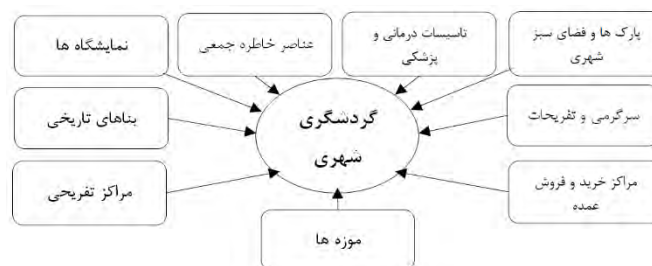 پارک ها و فضای سبز
شهری
تاسیسات درمانی و
پزشکی
عناصر خاطره جمعی
نمایشگاه ها
گردشگری
شهری
سرگرمی و تفریحات
بناهای تاریخی
مراکز خرید و فروش
عمده
مراکز تفریحی
موزه ها